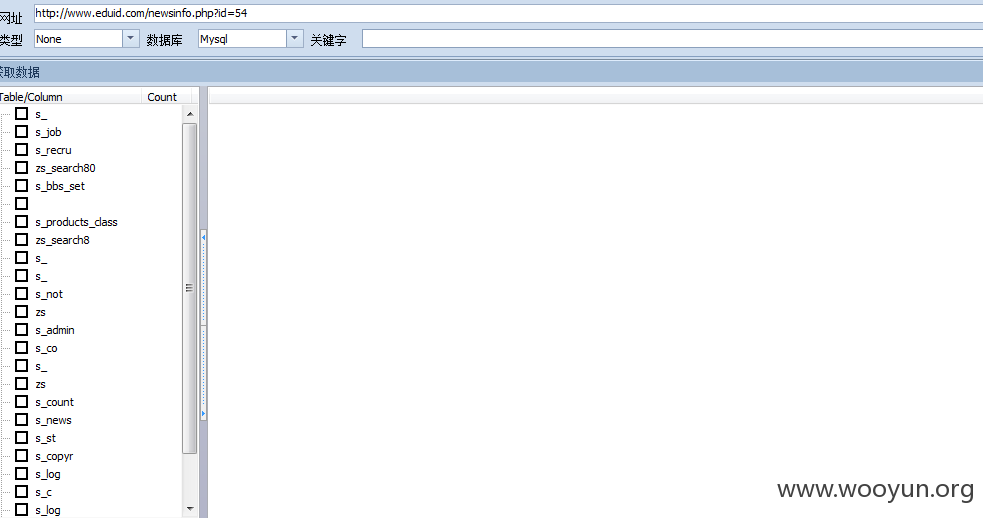 网址 http://www.eduid.com/newsinfo.php?id=54
类型 None 数据库 Mysql 关键字
获取数据
Table/Column Count
s_
s_job
s_recru
zs_search80
s_bbs_set
s_products_class
zs_search8
s_
s_
s_not
zs
s_admin
s_co
s_
zs
s_count
s_news
s_st
s_copyr
s_log
s_c
s_log
www.wooyun.org